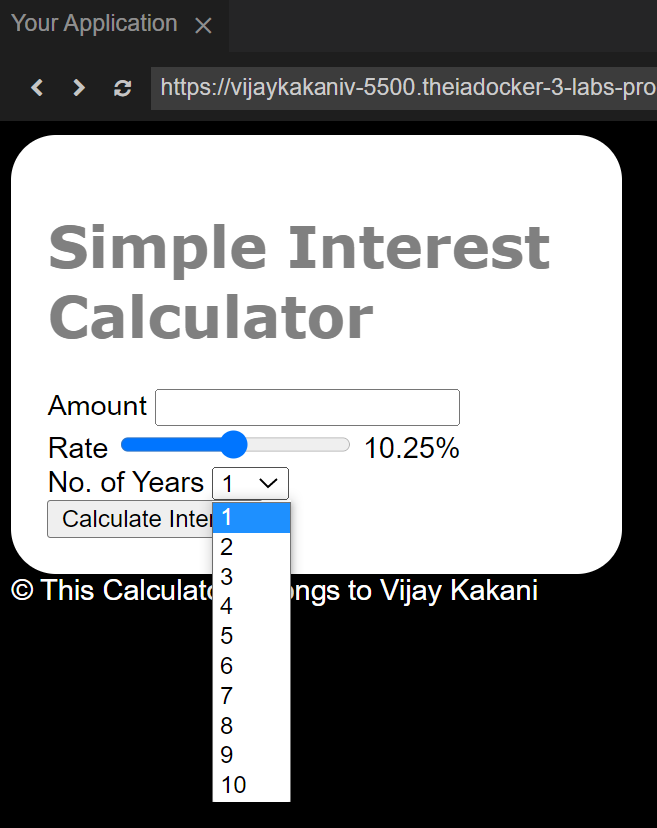 Your Application
https://vijaykakaniv-5500.theiadocker-3-labs-pro
Simple Interest
Calculator
Amount
Rate 10.25%
No. of Years 1
Calculate Inter
1
2
3
4
5
6
7
8
9
10
© This Calculat ongs to Vijay Kakani